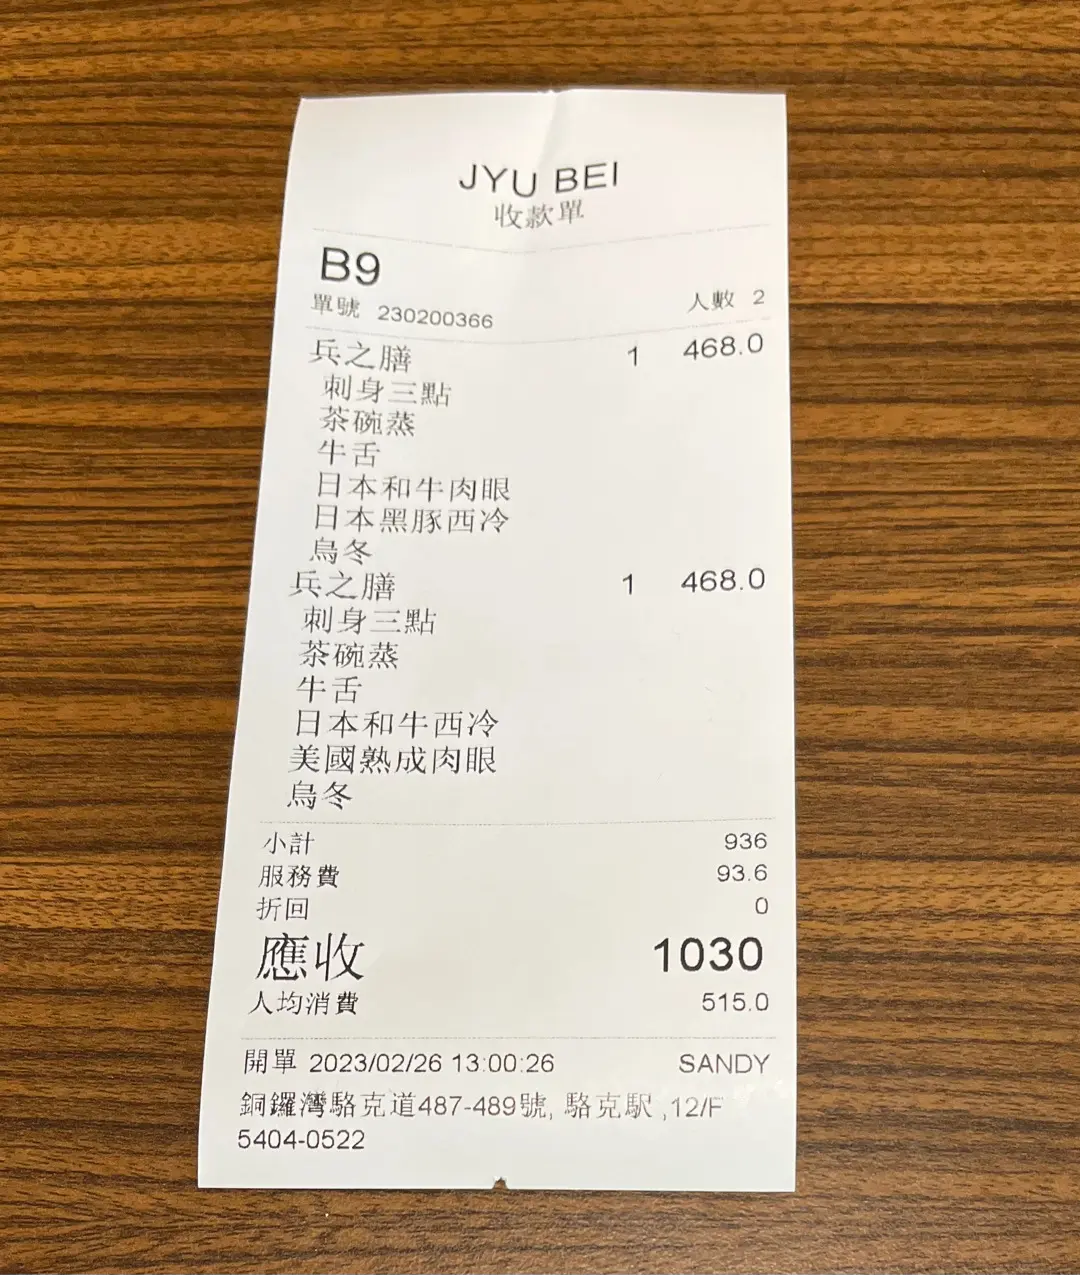 JYU BEI
收款單
B9
單號 230200366 人數 2
兵之膳 1 468.0
刺身三點
茶碗蒸
牛舌
日本和牛肉眼
日本黑豚西冷
烏冬
兵之膳 1 468.0
刺身三點
茶碗蒸
牛舌
日本和牛西冷
美國熟成肉眼
烏冬
小計 936
服務費 93.6
折回 0
應收 1030
人均消費 515.0
開單 2023/02/26 13:00:26 SANDY
銅鑼灣駱克道487-489號, 駱克駅 ,12/F
5404-0522